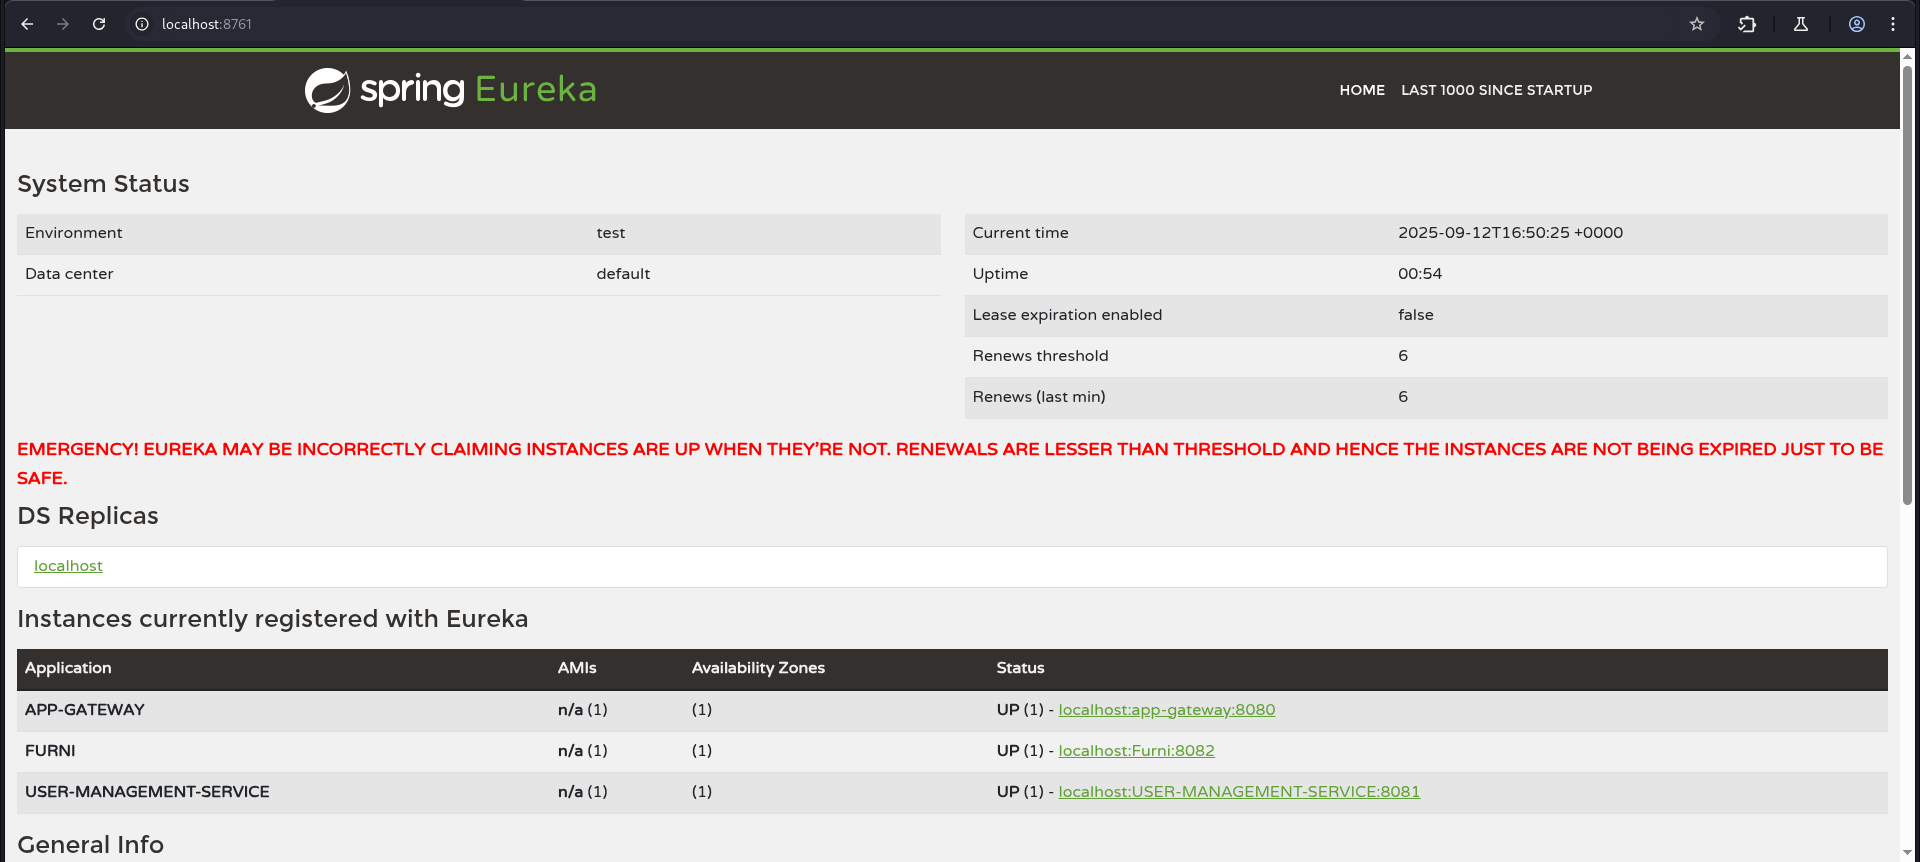 localhost:8761
spring Eureka
HOME LAST 1000 SINCE STARTUP
System Status
Environment test
Data center default
Current time 2025-09-12T16:50:25 +0000
Uptime 00:54
Lease expiration enabled false
Renews threshold 6
Renews (last min) 6
EMERGENCY! EUREKA MAY BE INCORRECTLY CLAIMING INSTANCES ARE UP WHEN THEY'RE NOT. RENEWALS ARE LESSER THAN THRESHOLD AND HENCE THE INSTANCES ARE NOT BEING EXPIRED JUST TO BE
SAFE.
DS Replicas
localhost
Instances currently registered with Eureka
Application AMIs Availability Zones Status
APP-GATEWAY n/a (1) (1) UP (1) - localhost:app-gateway:8080
FURNI n/a (1) (1) UP (1) - localhost:Furni:8082
USER-MANAGEMENT-SERVICE n/a (1) (1) UP (1) - localhost:USER-MANAGEMENT-SERVICE:8081
General Info